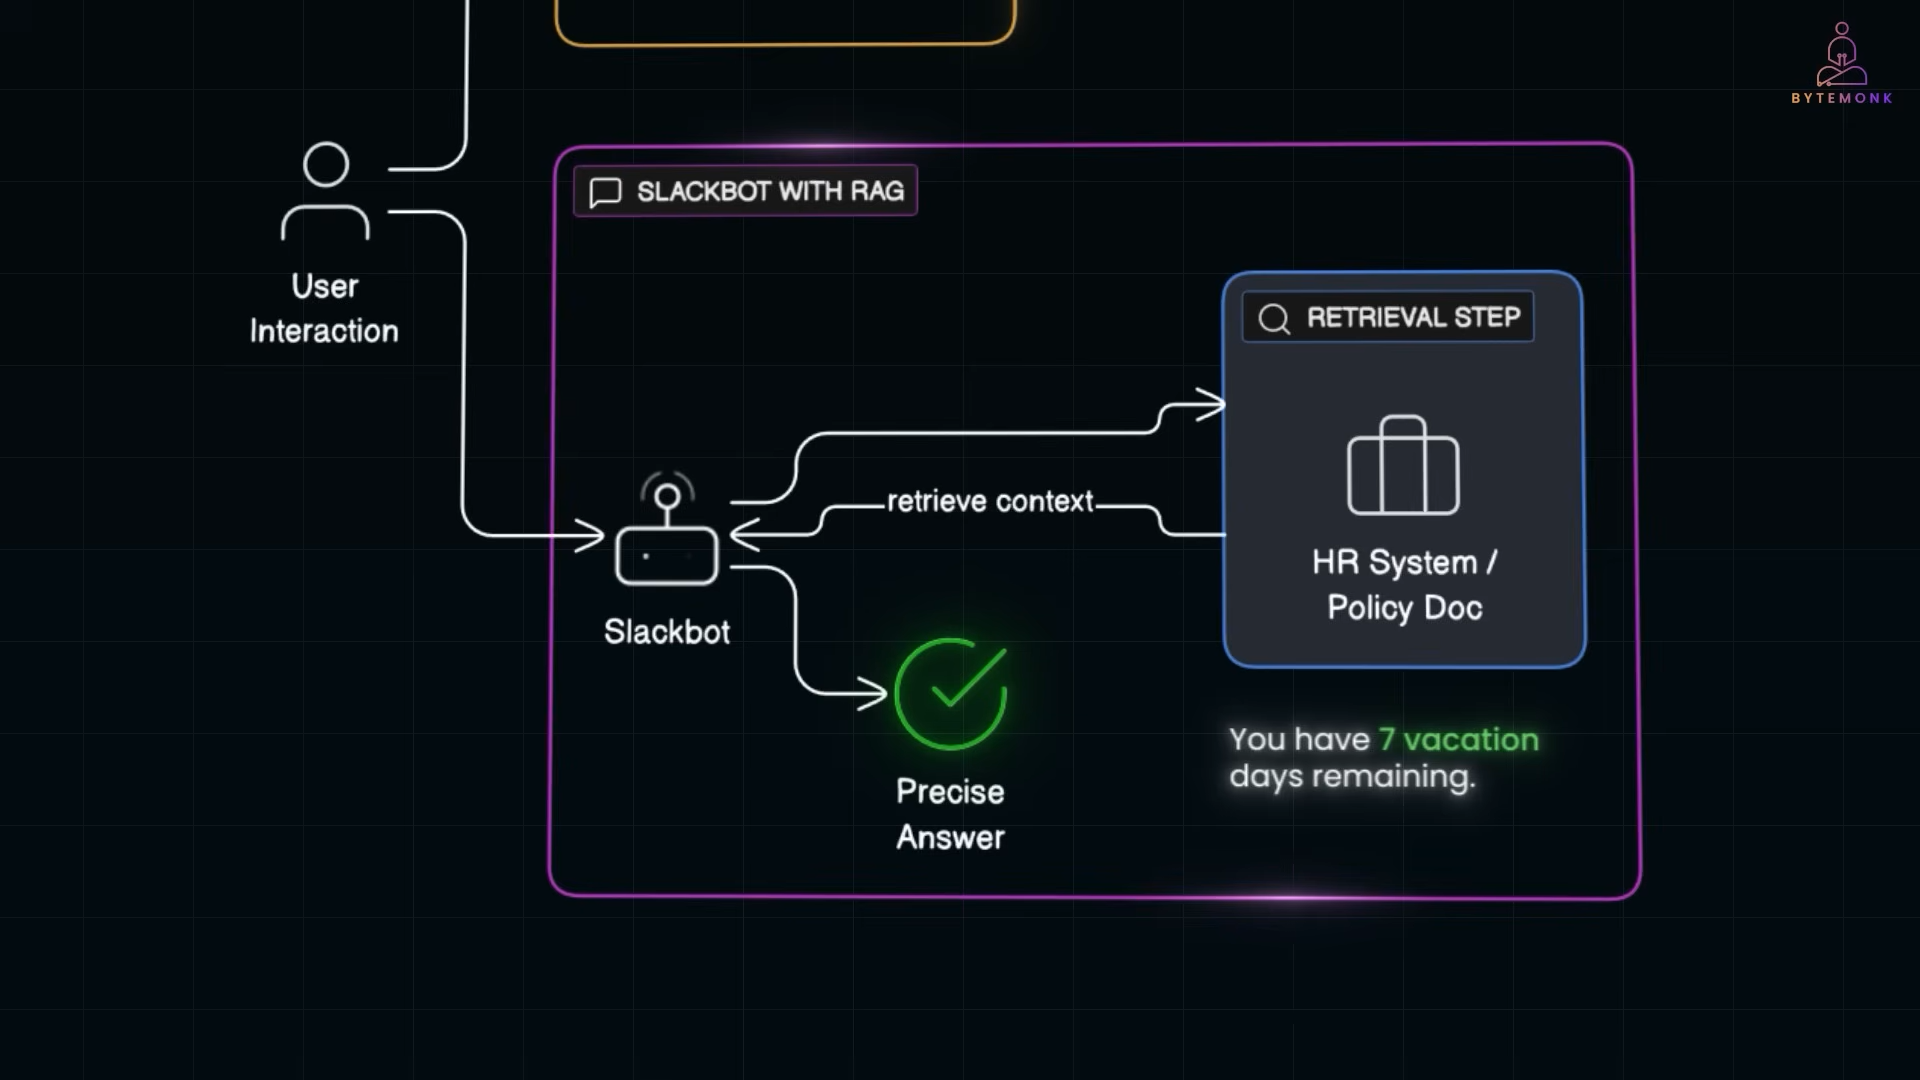 BYTEMONK
SLACKBOT WITH RAG
User
Interaction
RETRIEVAL STEP
retrieve context
HR System /
Policy Doc
Slackbot
You have 7 vacation
days remaining.
Precise
Answer